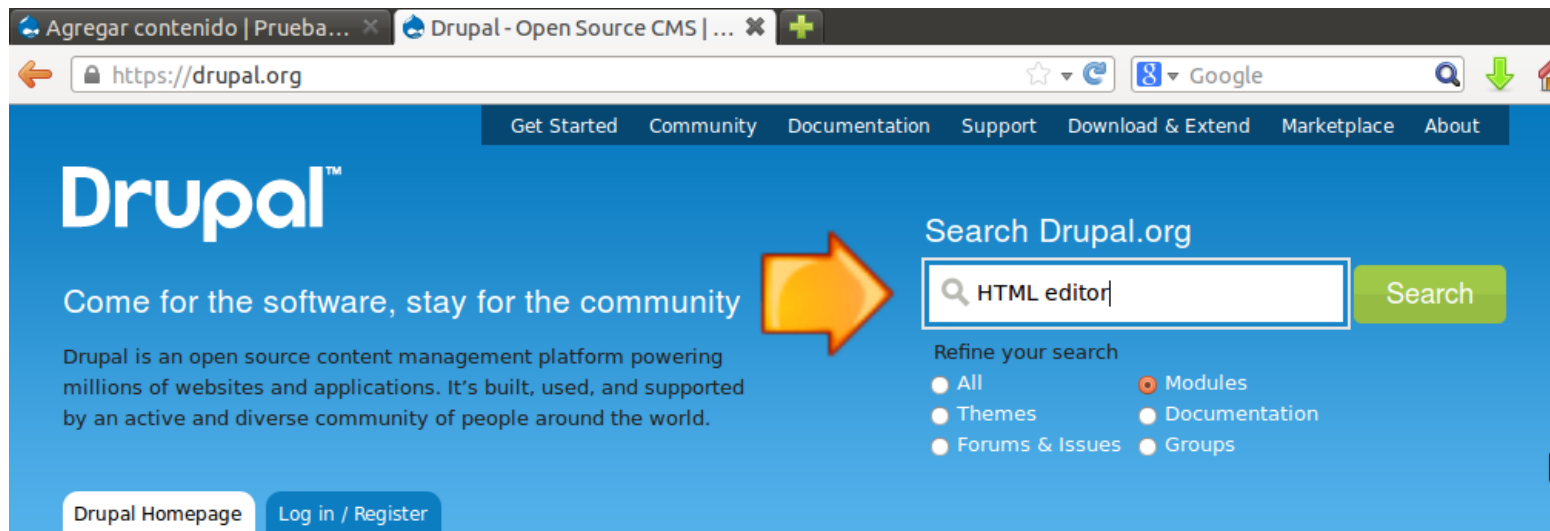 Agregar contenido | Prueba...
Drupal - Open Source CMS | ...
https://drupal.org
Google
Get Started Community Documentation Support Download & Extend Marketplace About
Drupal™
Search Drupal.org
HTML editor
Search
Come for the software, stay for the community
Drupal is an open source content management platform powering
millions of websites and applications. It's built, used, and supported
by an active and diverse community of people around the world.
Refine your search
All Modules
Themes Documentation
Forums & Issues Groups
Drupal Homepage Log in / Register